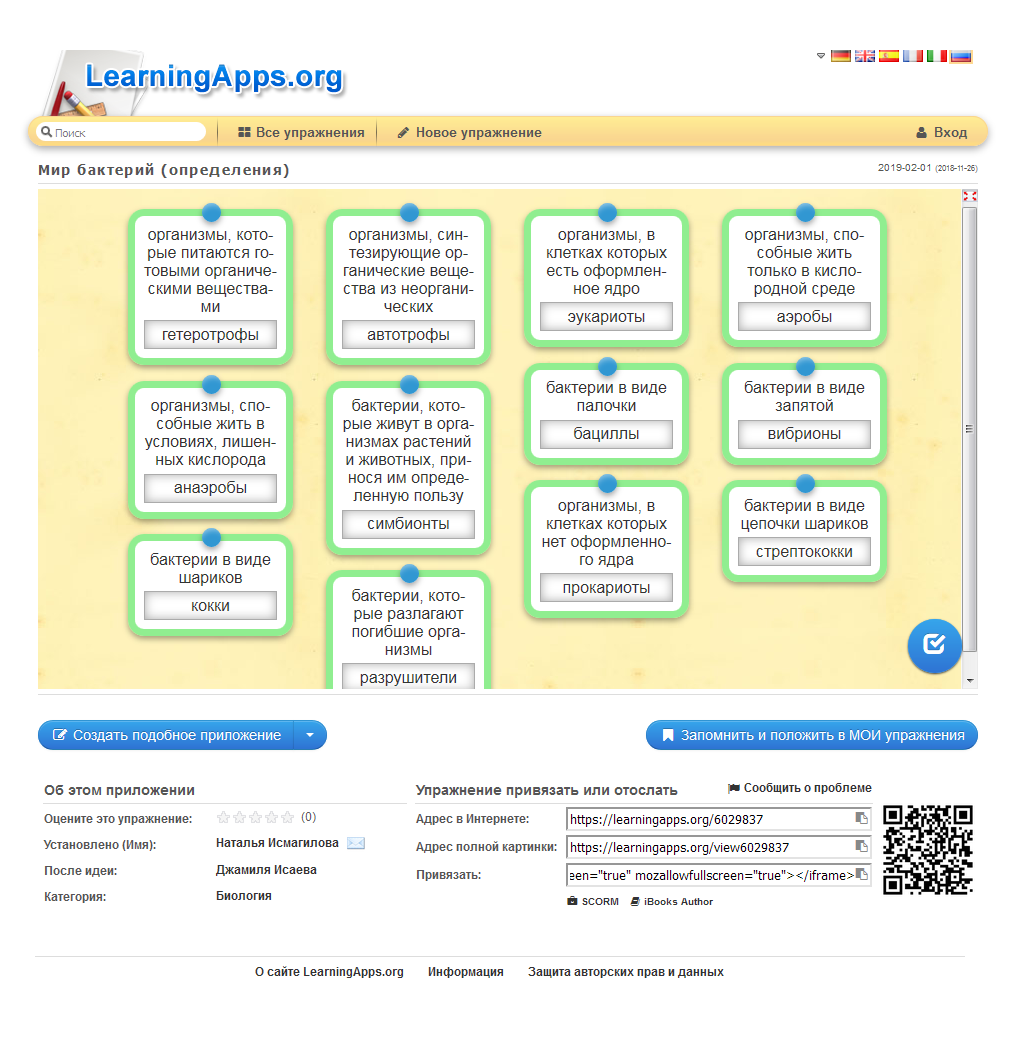 LearningApps.org
Поиск
Все упражнения
Новое упражнение
Вход
Мир бактерий (определения)
2019-02-01 (2018-11-26)
организмы, кото-
рые питаются го-
товыми органиче-
скими вещества-
ми
гетеротрофы
организмы, син-
тезирующие ор-
ганические веще-
ства из неоргани-
ческих
автотрофы
организмы, в
клетках которых
есть оформлен-
ное ядро
эукариоты
организмы, спо-
собные жить
только в кисло-
родной среде
аэробы
организмы, спо-
собные жить в
условиях, лишен-
ных кислорода
анаэробы
бактерии, кото-
рые живут в орга-
низмах растений
и животных, при-
нося им опреде-
ленную пользу
симбионты
бактерии в виде
палочки
бациллы
бактерии в виде
запятой
вибрионы
бактерии в виде
шариков
кокки
бактерии, кото-
рые разлагают
погибшие орга-
низмы
разрушители
организмы, в
клетках которых
нет оформленно-
го ядра
прокариоты
бактерии в виде
цепочки шариков
стрептококки
Создать подобное приложение
Запомнить и положить в МОИ упражнения
Об этом приложении
Оцените это упражнение: (0)
Установлено (Имя): Наталья Исмагилова
После идеи: Джамиля Исаева
Категория: Биология
Упражнение привязать или отослать
Сообщить о проблеме
Адрес в Интернете: https://learningapps.org/6029837
Адрес полной картинки: https://learningapps.org/view6029837
Привязать: een="true" mozallowfullscreen="true"></iframe>
SCORM iBooks Author
О сайте LearningApps.org Информация Защита авторских прав и данных